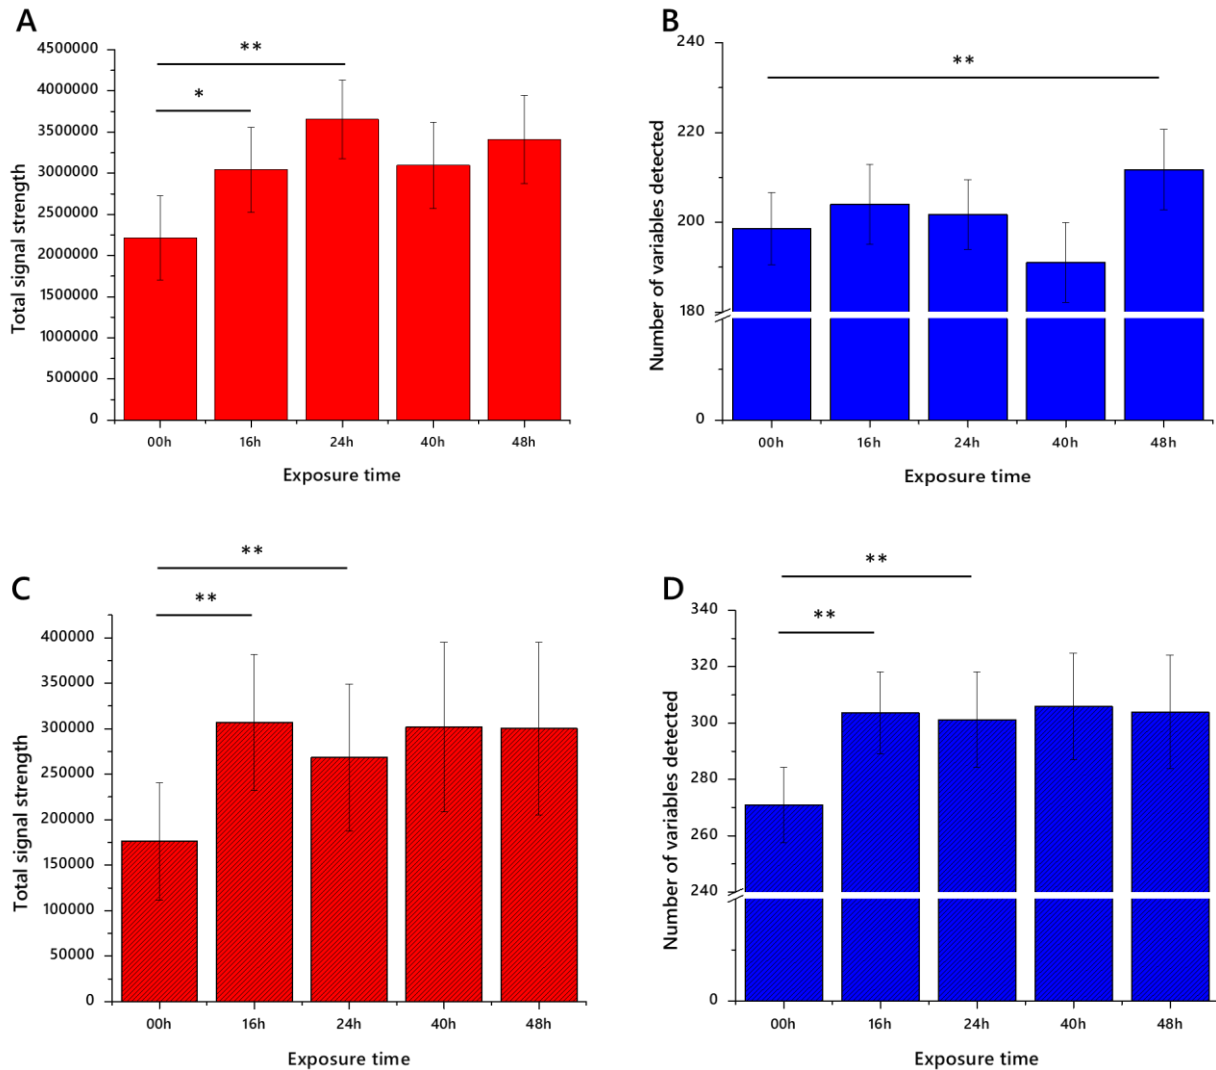 A
**
*
4500000
4000000
3500000
3000000
2500000
2000000
1500000
1000000
500000
0
Total signal strength
00h 16h 24h 40h 48h
Exposure time
B
**
240
220
200
180
0
Number of variables detected
00h 16h 24h 40h 48h
Exposure time
C
**
**
400000
350000
300000
250000
200000
150000
100000
50000
0
Total signal strength
00h 16h 24h 40h 48h
Exposure time
D
**
**
340
320
300
280
260
240
0
Number of variables detected
00h 16h 24h 40h 48h
Exposure time